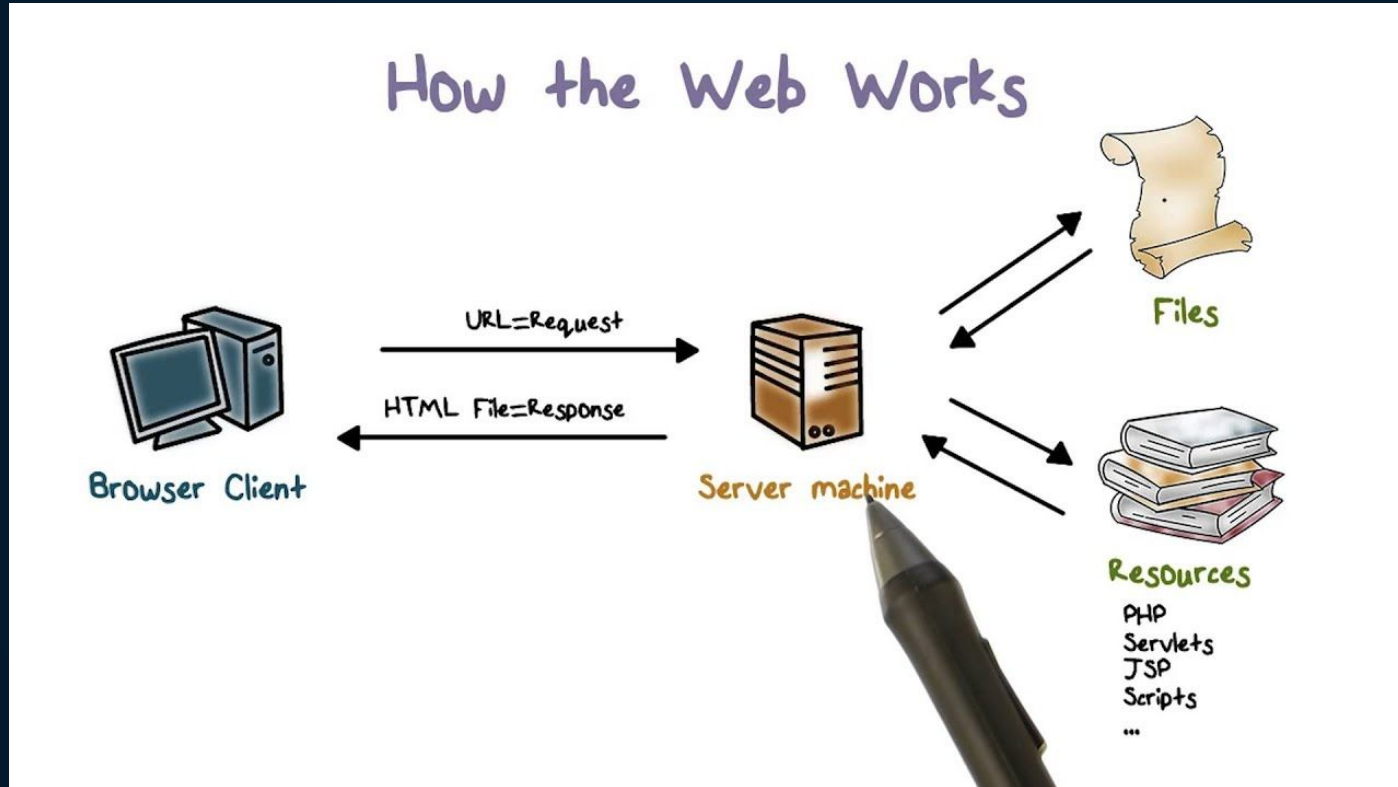 How the Web Works
URL=Request
HTML File=Response
Browser Client
Server machine
Files
Resources
PHP
Servlets
JSP
Scripts
...